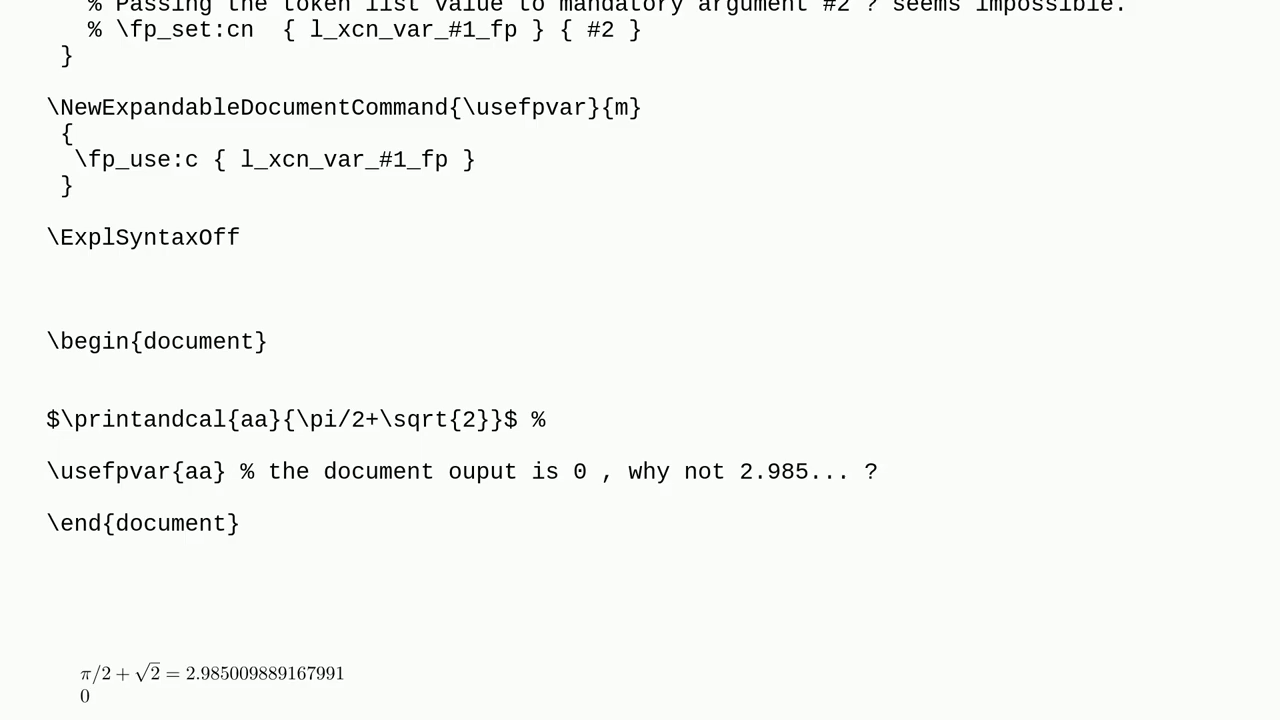 % Passing the token list value to mandatory argument #2 ? seems impossible.
% \fp_set:cn  { l_xcn_var_#1_fp } { #2 }
}
\NewExpandableDocumentCommand{\usefpvar}{m}
{
\fp_use:c { l_xcn_var_#1_fp }
}
\ExplSyntaxOff
\begin{document}
$\printandcal{aa}{\pi/2+\sqrt{2}}$ %
\usefpvar{aa} % the document ouput is 0 , why not 2.985... ?
\end{document}
π/2 + √2 = 2.985009889167991
0